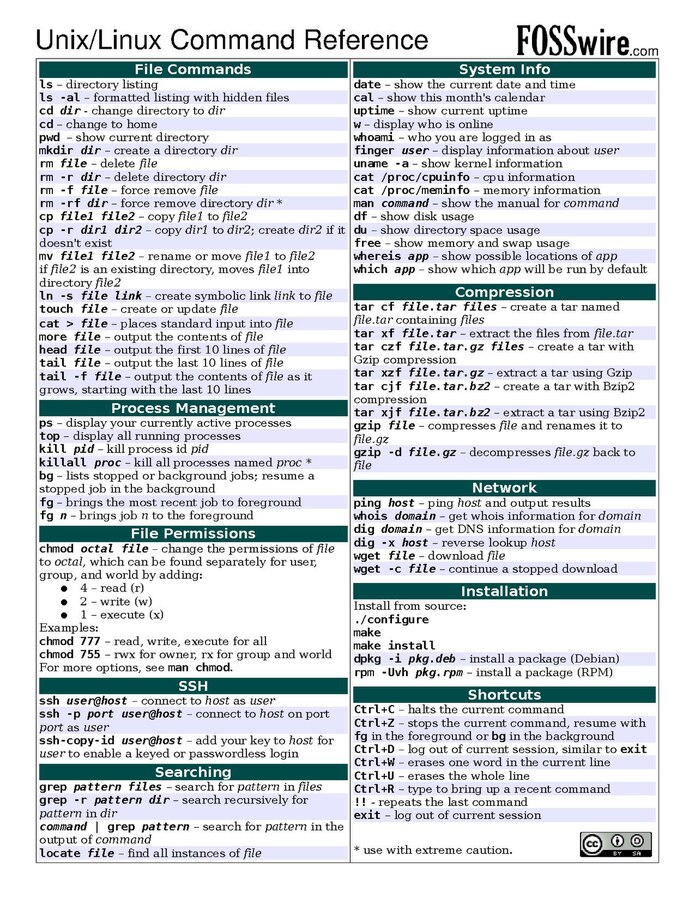 Unix/Linux Command Reference
FOSSwire.com
File Commands
ls – directory listing
ls -al – formatted listing with hidden files
cd dir - change directory to dir
cd – change to home
pwd – show current directory
mkdir dir – create a directory dir
rm file – delete file
rm -r dir – delete directory dir
rm -f file – force remove file
rm -rf dir – force remove directory dir *
cp file1 file2 – copy file1 to file2
cp -r dir1 dir2 – copy dir1 to dir2; create dir2 if it
doesn't exist
mv file1 file2 – rename or move file1 to file2
if file2 is an existing directory, moves file1 into
directory file2
ln -s file link – create symbolic link link to file
touch file – create or update file
cat > file – places standard input into file
more file – output the contents of file
head file – output the first 10 lines of file
tail file – output the last 10 lines of file
tail -f file – output the contents of file as it
grows, starting with the last 10 lines
Process Management
ps – display your currently active processes
top – display all running processes
kill pid – kill process id pid
killall proc – kill all processes named proc *
bg – lists stopped or background jobs; resume a
stopped job in the background
fg – brings the most recent job to foreground
fg n – brings job n to the foreground
File Permissions
chmod octal file – change the permissions of file
to octal, which can be found separately for user,
group, and world by adding:
● 4 – read (r)
● 2 – write (w)
● 1 – execute (x)
Examples:
chmod 777 – read, write, execute for all
chmod 755 – rwx for owner, rx for group and world
For more options, see man chmod.
SSH
ssh user@host – connect to host as user
ssh -p port user@host – connect to host on port
port as user
ssh-copy-id user@host – add your key to host for
user to enable a keyed or passwordless login
Searching
grep pattern files – search for pattern in files
grep -r pattern dir – search recursively for
pattern in dir
command | grep pattern – search for pattern in the
output of command
locate file – find all instances of file
System Info
date – show the current date and time
cal – show this month's calendar
uptime – show current uptime
w – display who is online
whoami – who you are logged in as
finger user – display information about user
uname -a – show kernel information
cat /proc/cpuinfo – cpu information
cat /proc/meminfo – memory information
man command – show the manual for command
df – show disk usage
du – show directory space usage
free – show memory and swap usage
whereis app – show possible locations of app
which app – show which app will be run by default
Compression
tar cf file.tar files – create a tar named
file.tar containing files
tar xf file.tar – extract the files from file.tar
tar czf file.tar.gz files – create a tar with
Gzip compression
tar xzf file.tar.gz – extract a tar using Gzip
tar cjf file.tar.bz2 – create a tar with Bzip2
compression
tar xjf file.tar.bz2 – extract a tar using Bzip2
gzip file – compresses file and renames it to
file.gz
gzip -d file.gz – decompresses file.gz back to
file
Network
ping host – ping host and output results
whois domain – get whois information for domain
dig domain – get DNS information for domain
dig -x host – reverse lookup host
wget file – download file
wget -c file – continue a stopped download
Installation
Install from source:
./configure
make
make install
dpkg -i pkg.deb – install a package (Debian)
rpm -Uvh pkg.rpm – install a package (RPM)
Shortcuts
Ctrl+C – halts the current command
Ctrl+Z – stops the current command, resume with
fg in the foreground or bg in the background
Ctrl+D – log out of current session, similar to exit
Ctrl+W – erases one word in the current line
Ctrl+U – erases the whole line
Ctrl+R – type to bring up a recent command
!! - repeats the last command
exit – log out of current session
* use with extreme caution.
cc
BY SA